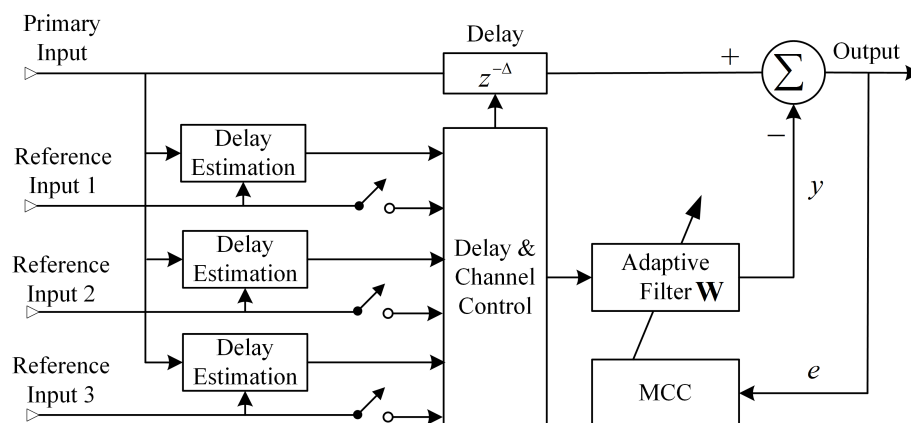 Primary
Input
Delay
z^{-Δ}
+
Σ
Output
Delay
Estimation
Reference
Input 1
−
y
Delay
Estimation
Reference
Input 2
Delay &
Channel
Control
Adaptive
Filter W
Delay
Estimation
Reference
Input 3
MCC
e